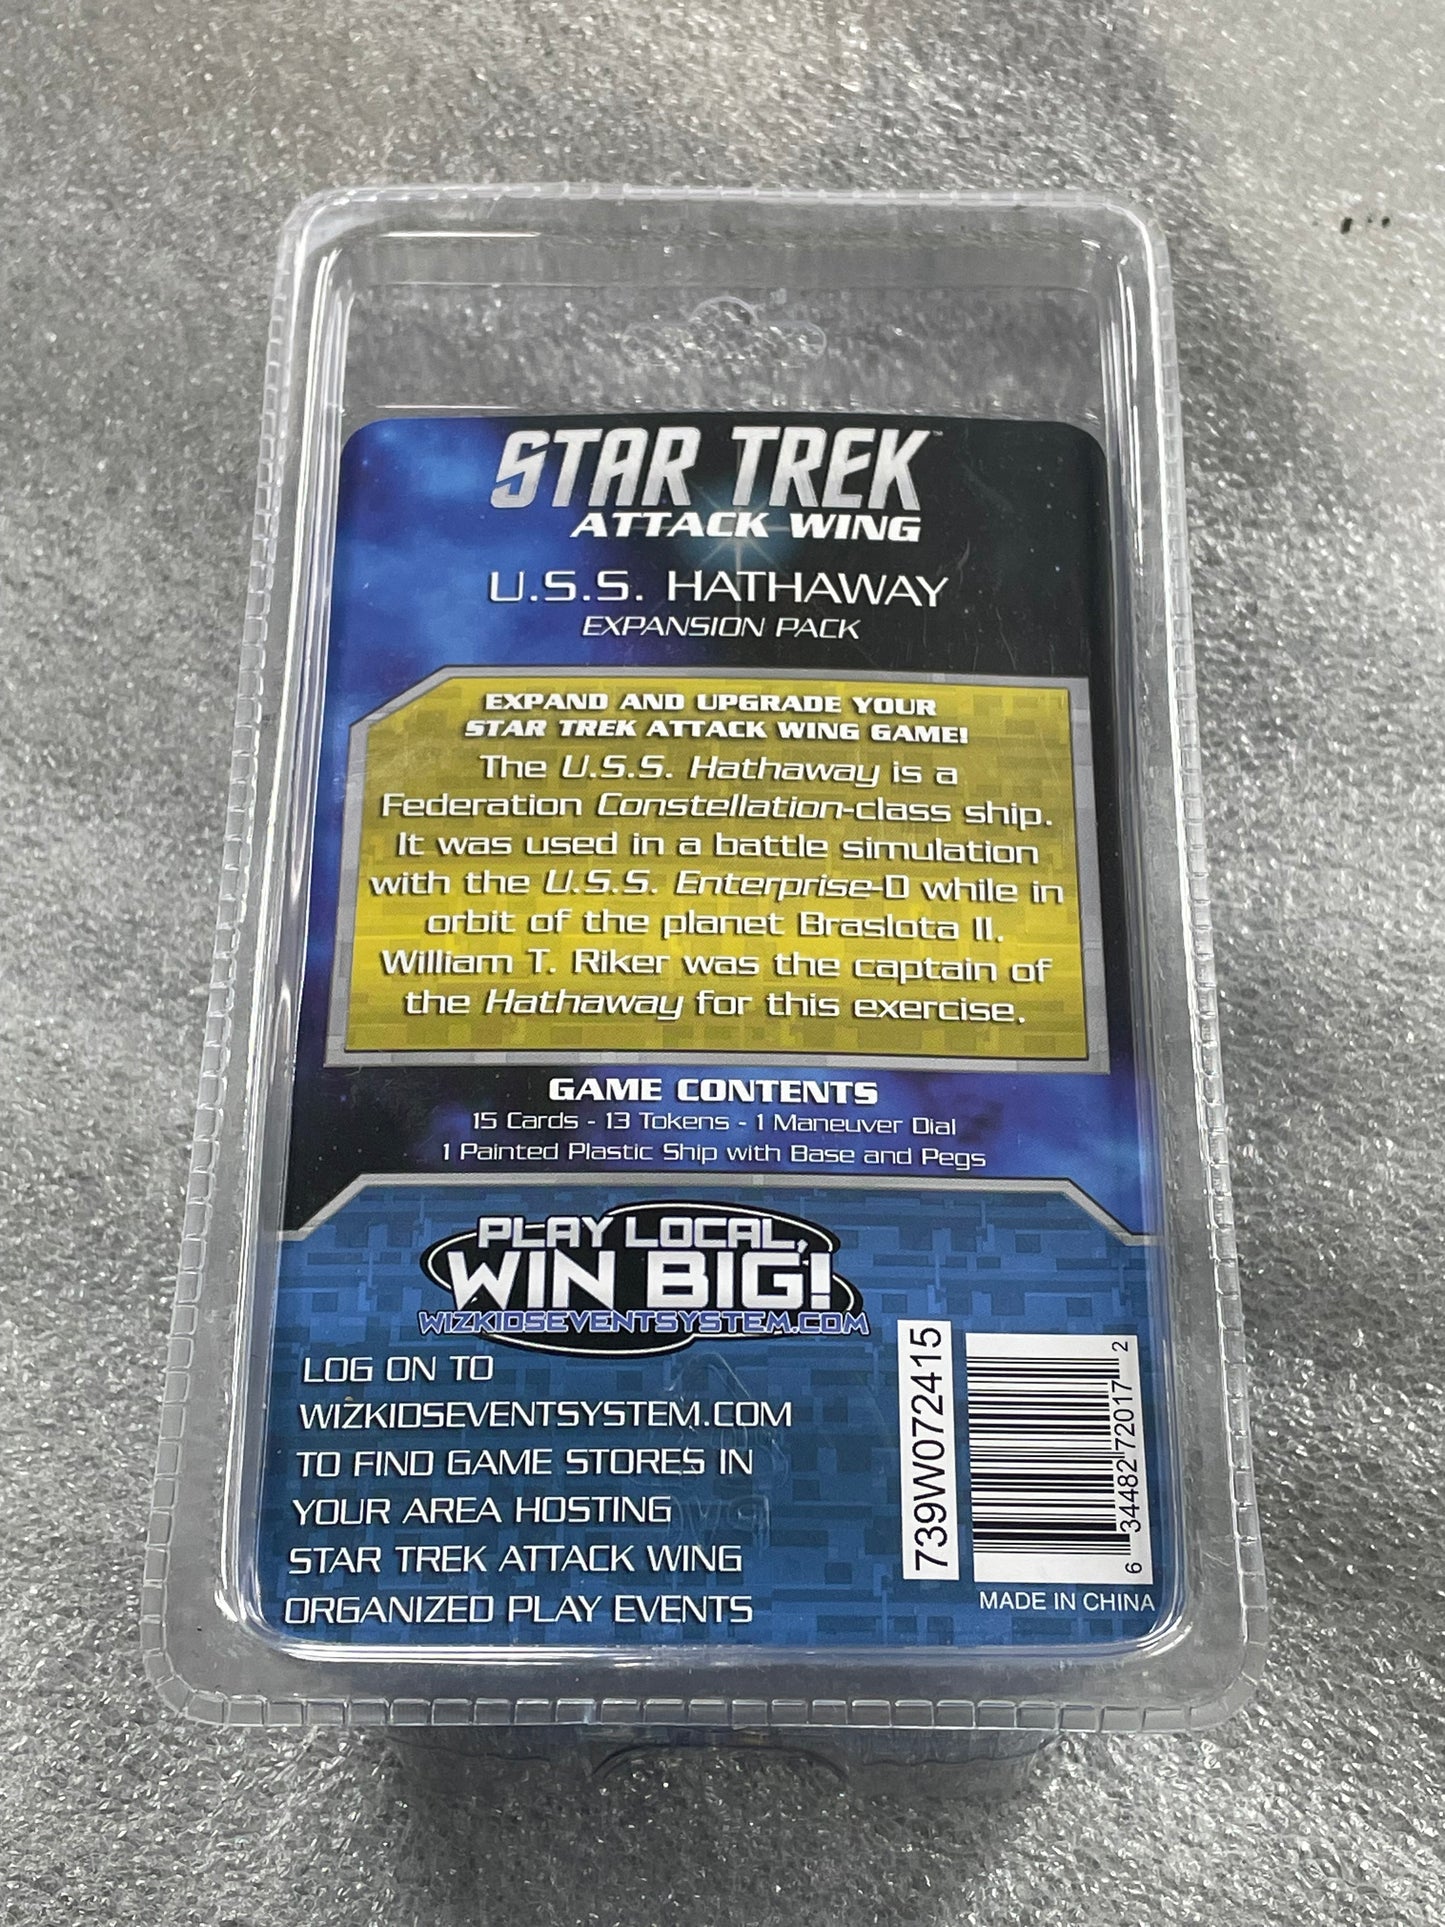 STAR TREK™
ATTACK WING
U.S.S. HATHAWAY
EXPANSION PACK
EXPAND AND UPGRADE YOUR
STAR TREK ATTACK WING GAME!
The U.S.S. Hathaway is a
Federation Constellation-class ship.
It was used in a battle simulation
with the U.S.S. Enterprise-D while in
orbit of the planet Braslota II.
William T. Riker was the captain of
the Hathaway for this exercise.
GAME CONTENTS
15 Cards - 13 Tokens - 1 Maneuver Dial
1 Painted Plastic Ship with Base and Pegs
PLAY LOCAL,
WIN BIG!
WIZKIDSEVENTSYSTEM.COM
LOG ON TO
WIZKIDSEVENTSYSTEM.COM
TO FIND GAME STORES IN
YOUR AREA HOSTING
STAR TREK ATTACK WING
ORGANIZED PLAY EVENTS
739W072415
6 34482 72017 2
MADE IN CHINA